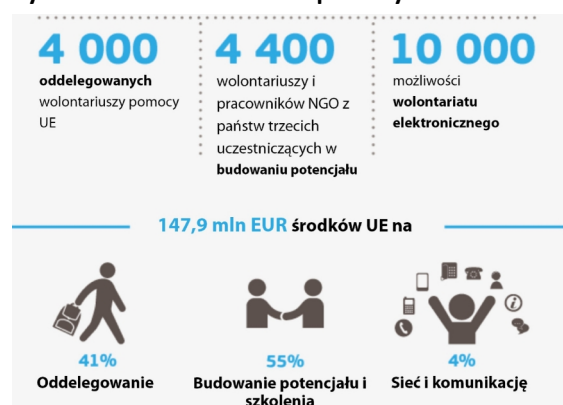 4 000
oddelegowanych
wolontariuszy pomocy
UE
4 400
wolontariuszy i
pracowników NGO z
państw trzecich
uczestniczących w
budowaniu potencjału
10 000
możliwości
wolontariatu
elektronicznego
147,9 mln EUR środków UE na
41%
Oddelegowanie
55%
Budowanie potencjału i
szkolenia
4%
Sieć i komunikację